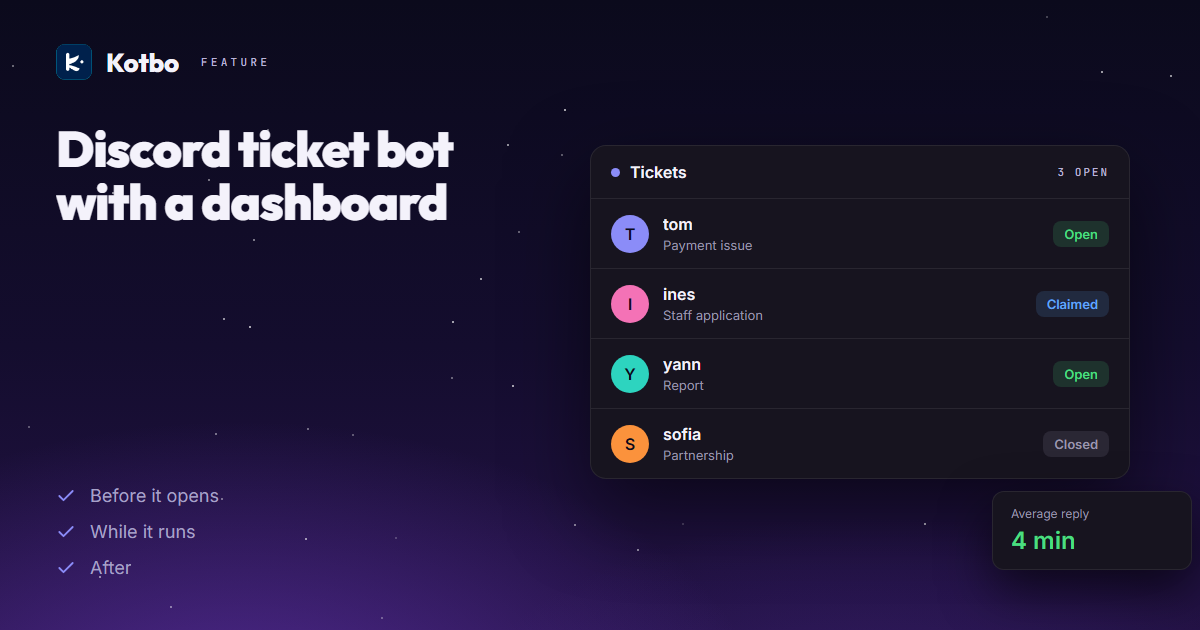 Kotbo FEATURE
Discord ticket bot
with a dashboard
Before it opens
While it runs
After
Tickets 3 OPEN
T tom Open
Payment issue
I ines Claimed
Staff application
Y yann Open
Report
S sofia Closed
Partnership
Average reply
4 min